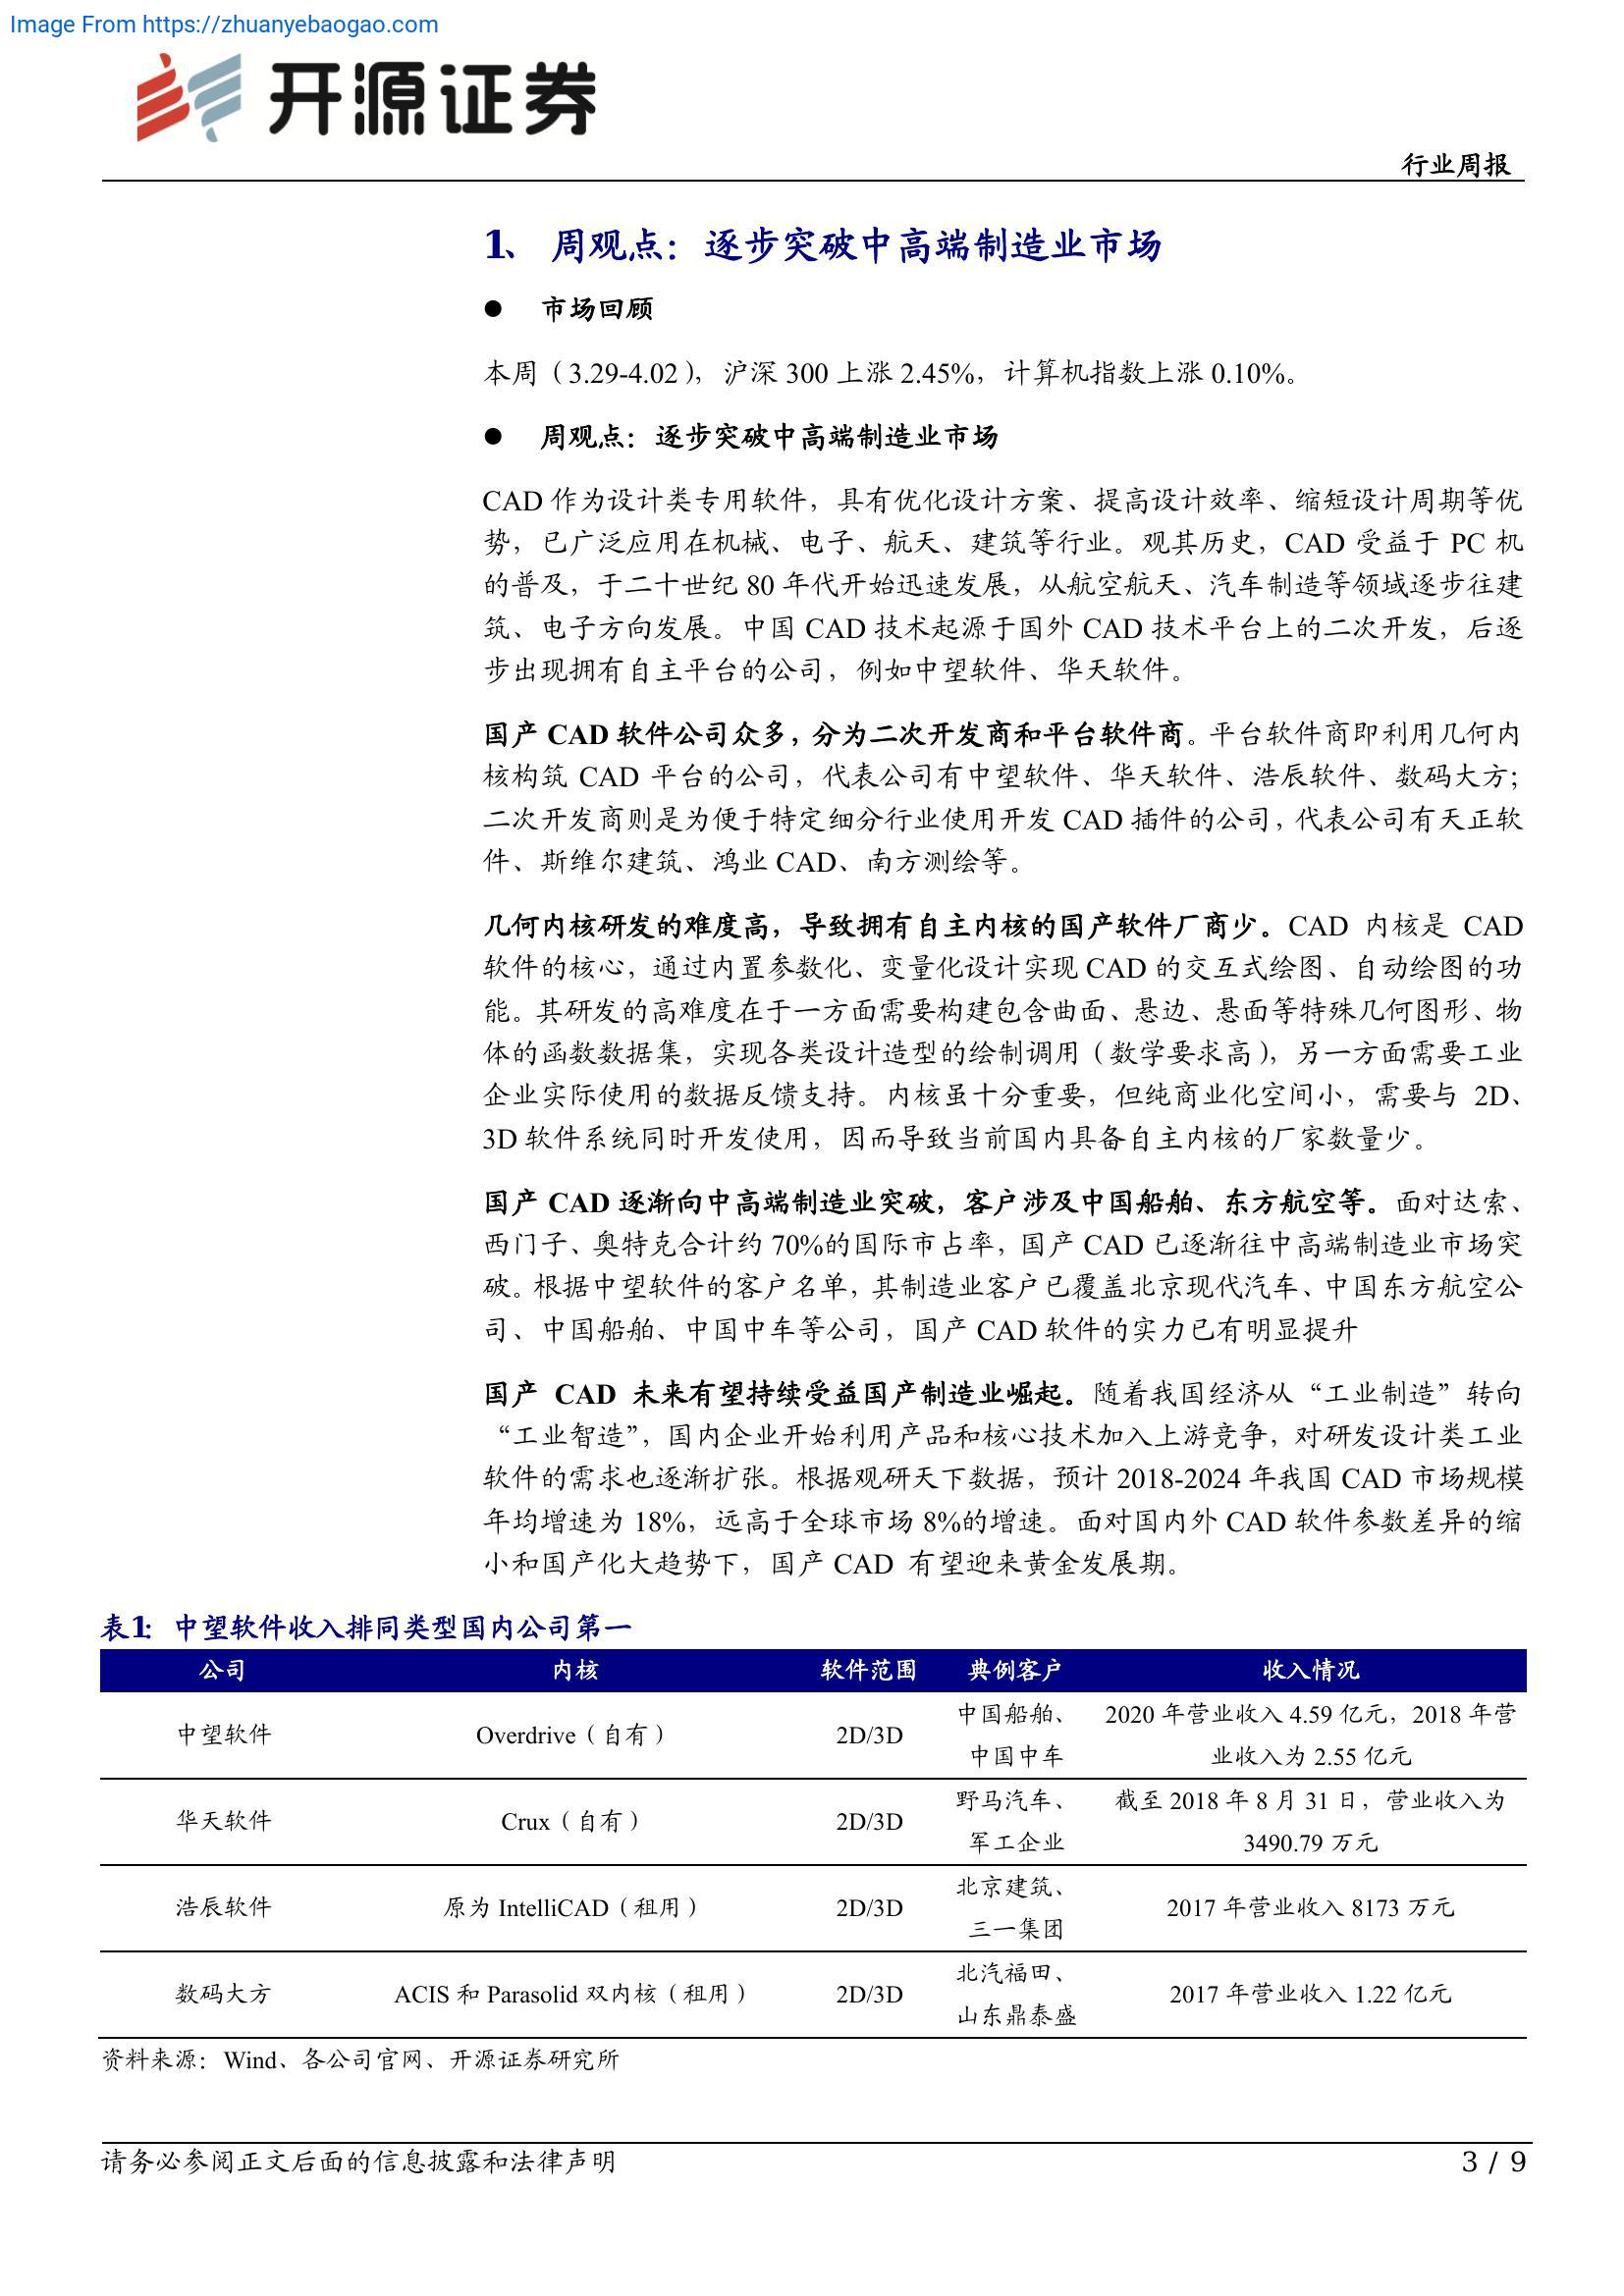 Image From https://zhuanyebaogao.com
开源证券
行业周报
1、 周观点：逐步突破中高端制造业市场
● 市场回顾
本周（3.29-4.02），沪深 300 上涨 2.45%，计算机指数上涨 0.10%。
● 周观点：逐步突破中高端制造业市场
CAD 作为设计类专用软件，具有优化设计方案、提高设计效率、缩短设计周期等优
势，已广泛应用在机械、电子、航天、建筑等行业。观其历史，CAD 受益于 PC 机
的普及，于二十世纪 80 年代开始迅速发展，从航空航天、汽车制造等领域逐步往建
筑、电子方向发展。中国 CAD 技术起源于国外 CAD 技术平台上的二次开发，后逐
步出现拥有自主平台的公司，例如中望软件、华天软件。
国产 CAD 软件公司众多，分为二次开发商和平台软件商。平台软件商即利用几何内
核构筑 CAD 平台的公司，代表公司有中望软件、华天软件、浩辰软件、数码大方；
二次开发商则是为便于特定细分行业使用开发 CAD 插件的公司，代表公司有天正软
件、斯维尔建筑、鸿业 CAD、南方测绘等。
几何内核研发的难度高，导致拥有自主内核的国产软件厂商少。CAD 内核是 CAD
软件的核心，通过内置参数化、变量化设计实现 CAD 的交互式绘图、自动绘图的功
能。其研发的高难度在于一方面需要构建包含曲面、悬边、悬面等特殊几何图形、物
体的函数数据集，实现各类设计造型的绘制调用（数学要求高），另一方面需要工业
企业实际使用的数据反馈支持。内核虽十分重要，但纯商业化空间小，需要与 2D、
3D 软件系统同时开发使用，因而导致当前国内具备自主内核的厂家数量少。
国产 CAD 逐渐向中高端制造业突破，客户涉及中国船舶、东方航空等。面对达索、
西门子、奥特克合计约 70%的国际市占率，国产 CAD 已逐渐往中高端制造业市场突
破。根据中望软件的客户名单，其制造业客户已覆盖北京现代汽车、中国东方航空公
司、中国船舶、中国中车等公司，国产 CAD 软件的实力已有明显提升
国产 CAD 未来有望持续受益国产制造业崛起。随着我国经济从“工业制造”转向
“工业智造”，国内企业开始利用产品和核心技术加入上游竞争，对研发设计类工业
软件的需求也逐渐扩张。根据观研天下数据，预计 2018-2024 年我国 CAD 市场规模
年均增速为 18%，远高于全球市场 8%的增速。面对国内外 CAD 软件参数差异的缩
小和国产化大趋势下，国产 CAD 有望迎来黄金发展期。
表1：中望软件收入排同类型国内公司第一
公司 内核 软件范围 典例客户 收入情况
中望软件 Overdrive（自有） 2D/3D 中国船舶、 2020 年营业收入 4.59 亿元，2018 年营
中国中车 业收入为 2.55 亿元
华天软件 Crux（自有） 2D/3D 野马汽车、 截至 2018 年 8 月 31 日，营业收入为
军工企业 3490.79 万元
浩辰软件 原为 IntelliCAD（租用） 2D/3D 北京建筑、 2017 年营业收入 8173 万元
三一集团
数码大方 ACIS 和 Parasolid 双内核（租用） 2D/3D 北汽福田、 2017 年营业收入 1.22 亿元
山东鼎泰盛
资料来源：Wind、各公司官网、开源证券研究所
请务必参阅正文后面的信息披露和法律声明 3 / 9